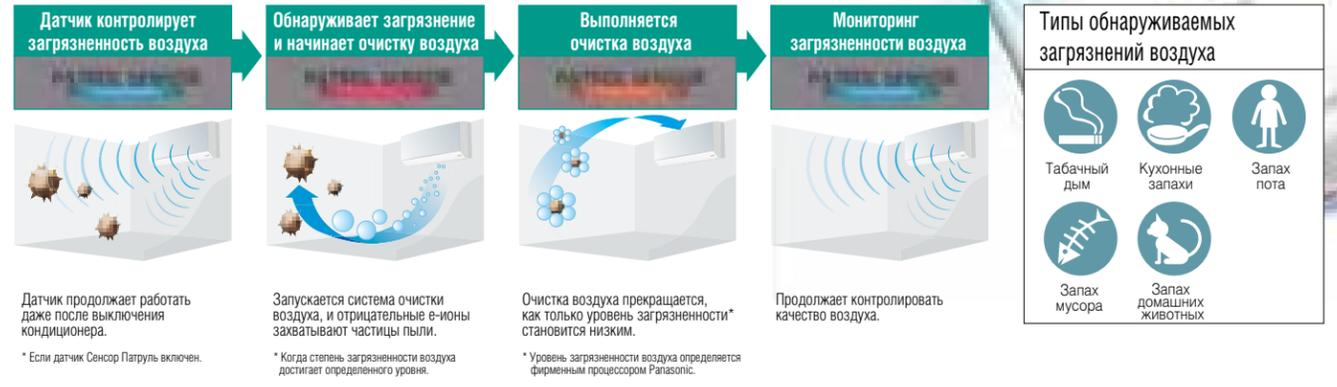 Датчик контролирует
загрязненность воздуха
Обнаруживает загрязнение
и начинает очистку воздуха
Выполняется
очистка воздуха
Мониторинг
загрязненности воздуха
Датчик продолжает работать
даже после выключения
кондиционера.
* Если датчик Сенсор Патруль включен.
Запускается система очистки
воздуха, и отрицательные е-ионы
захватывают частицы пыли.
* Когда степень загрязненности воздуха
достигает определенного уровня.
Очистка воздуха прекращается,
как только уровень загрязненности*
становится низким.
* Уровень загрязненности воздуха определяется
фирменным процессором Panasonic.
Продолжает контролировать
качество воздуха.
Типы обнаруживаемых
загрязнений воздуха
Табачный
дым
Кухонные
запахи
Запах
пота
Запах
мусора
Запах
домашних
животных